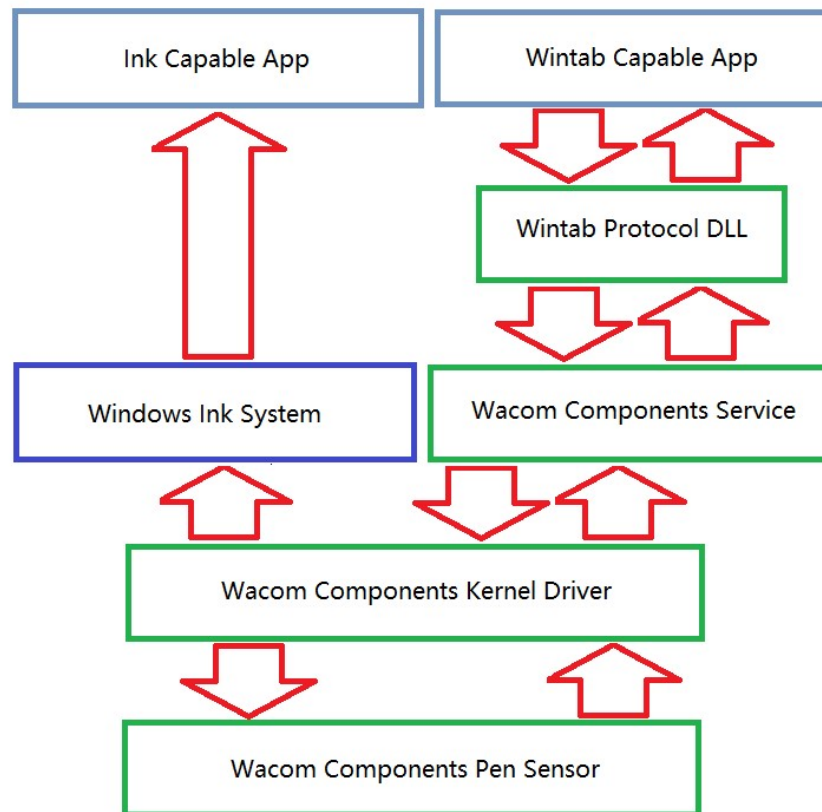 Ink Capable App
Wintab Capable App
Wintab Protocol DLL
Windows Ink System
Wacom Components Service
Wacom Components Kernel Driver
Wacom Components Pen Sensor